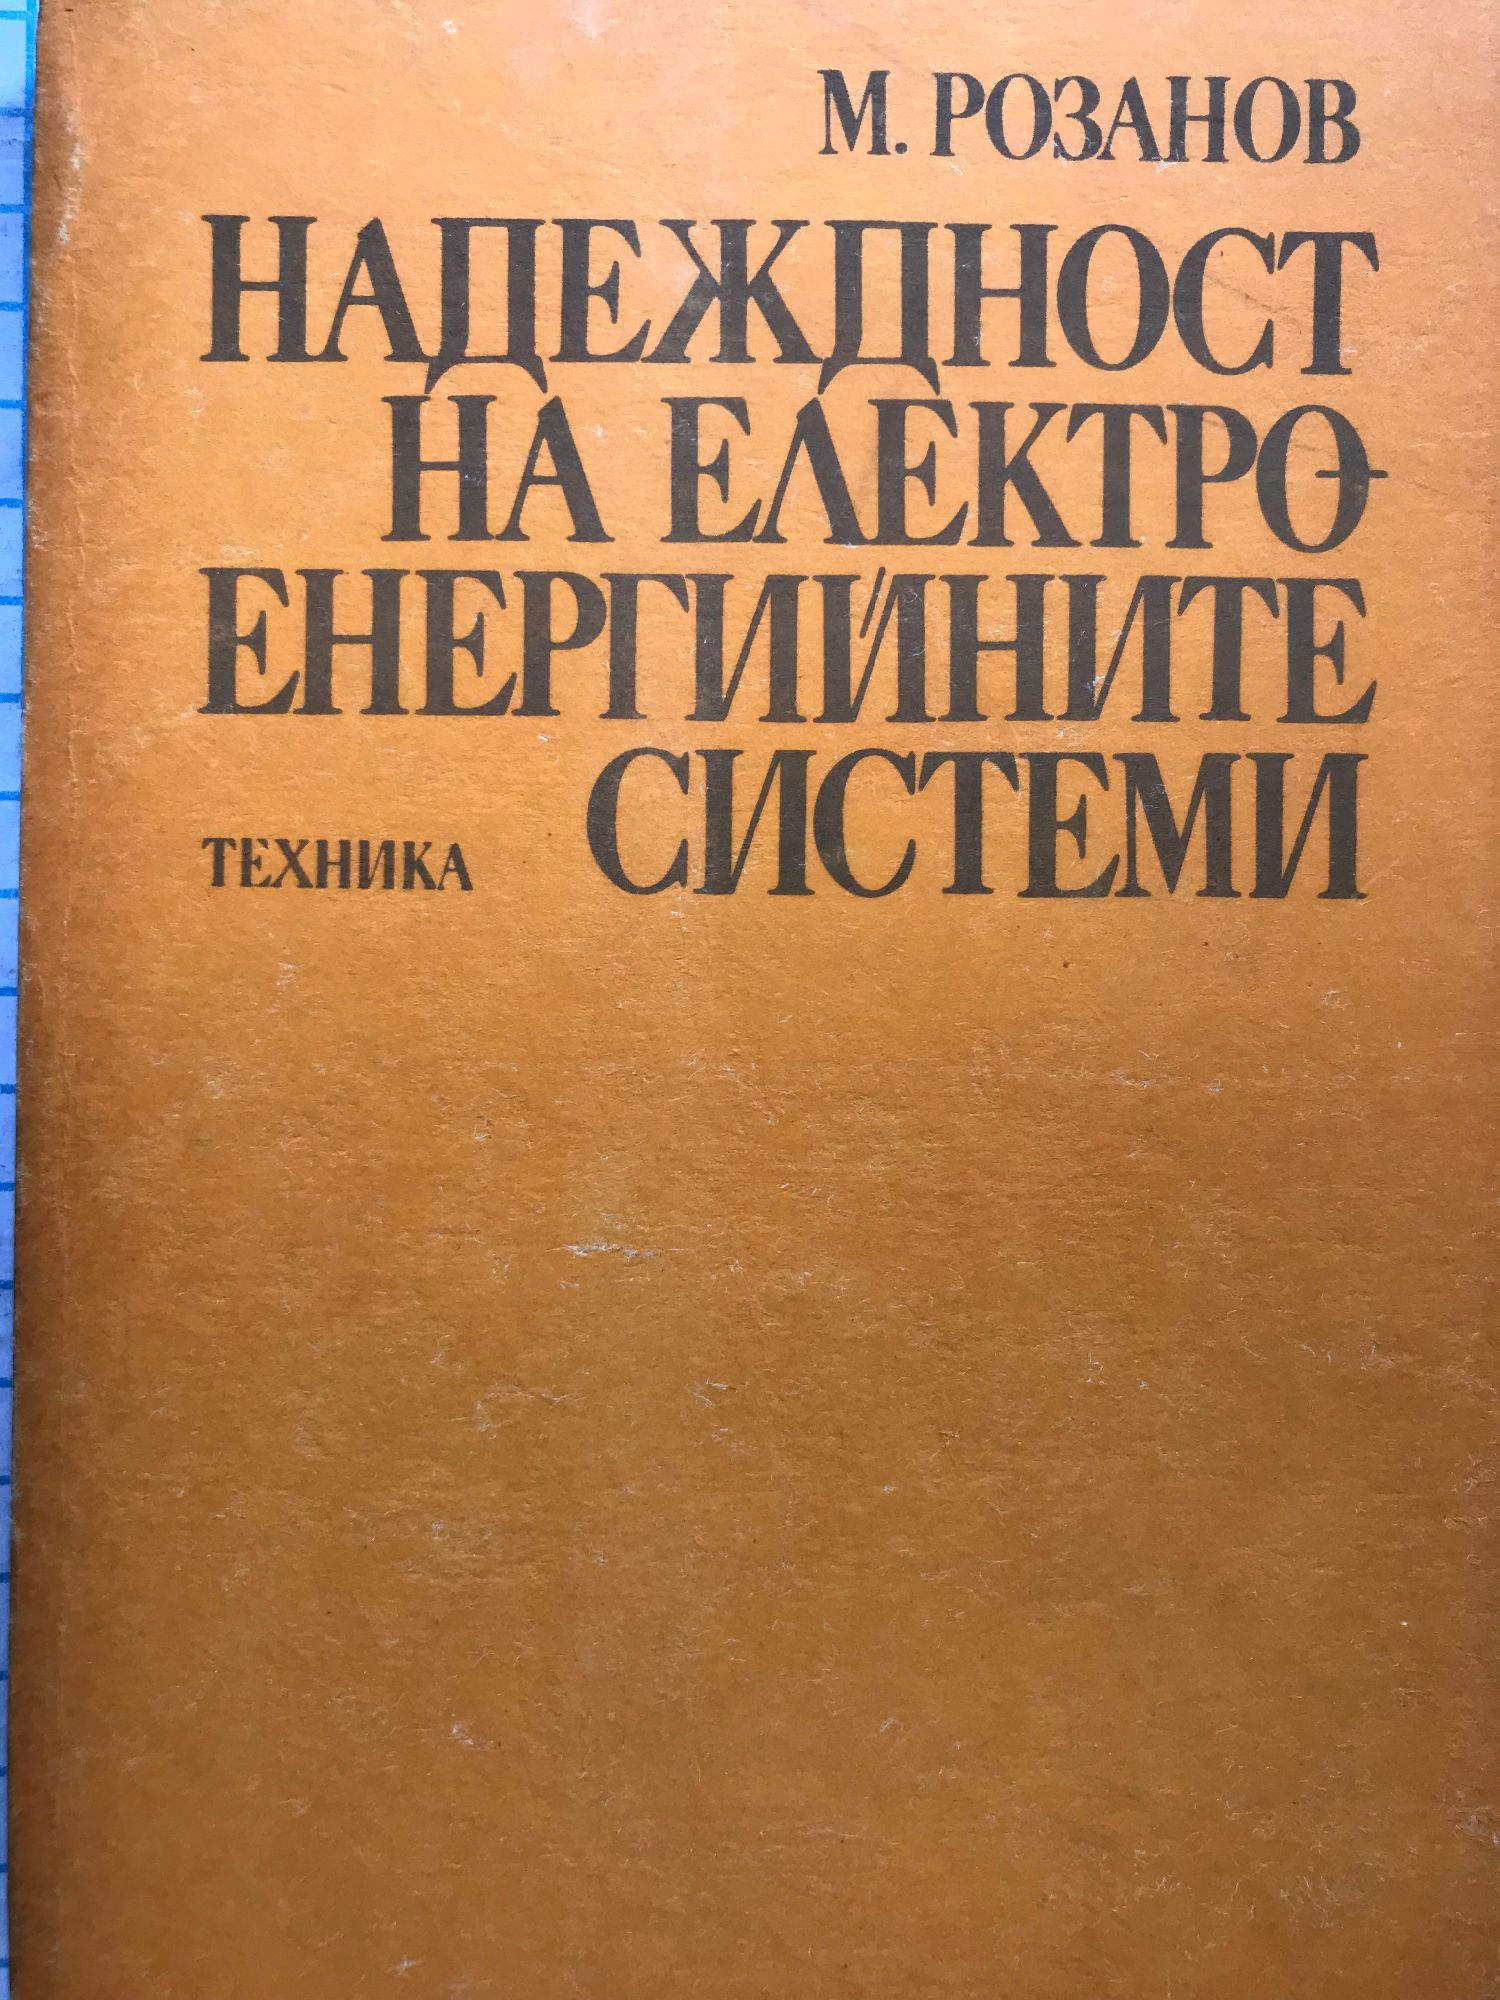 М. РОЗАНОВ
НАДЕЖДНОСТ
НА ЕЛЕКТРО-
ЕНЕРГИЙНИТЕ
СИСТЕМИ
ТЕХНИКА